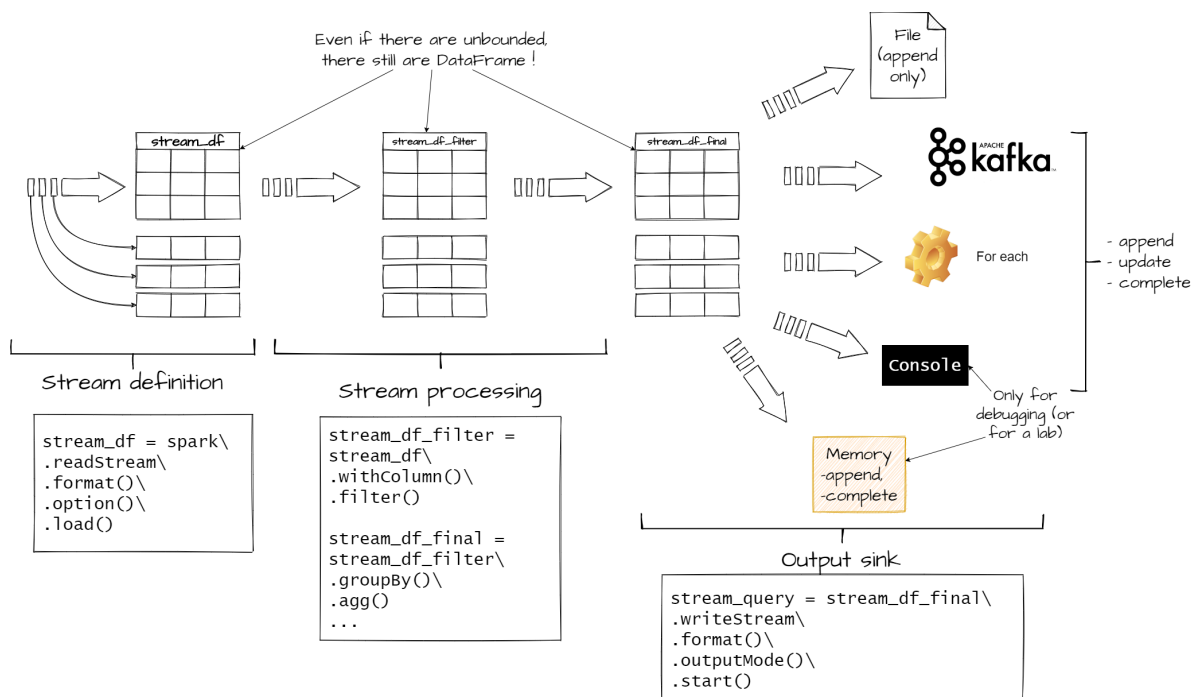 Even if there are unbounded,
there still are DataFrame !
File
(append
only)
stream_df
stream_df_filter
stream_df_final
APACHE
kafka
For each
- append
- update
- complete
Console
Only for
debugging (or
for a lab)
Memory
-append,
-complete
Stream definition
stream_df = spark\
.readStream\
.format()\
.option()\
.load()
Stream processing
stream_df_filter =
stream_df\
.withColumn()\
.filter()
stream_df_final =
stream_df_filter\
.groupBy()\
.agg()
...
Output sink
stream_query = stream_df_final\
.writeStream\
.format()\
.outputMode()\
.start()